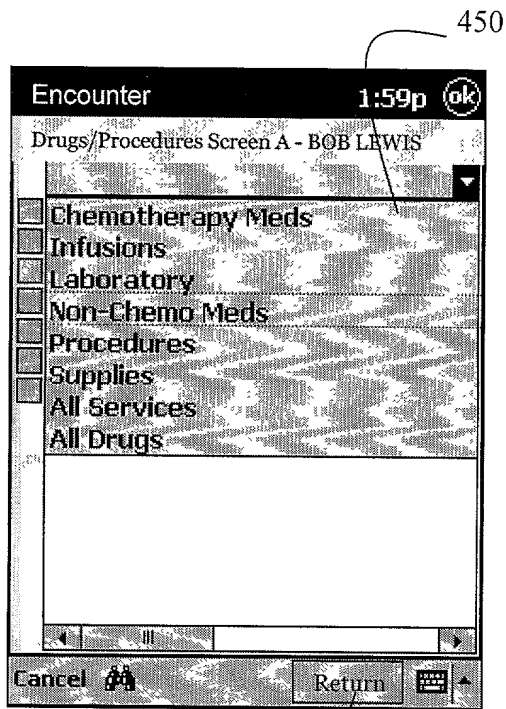 450
Encounter 1:59p ok
Drugs/Procedures Screen A - BOB LEWIS
Chemotherapy Meds
Infusions
Laboratory
Non-Chemo Meds
Procedures
Supplies
All Services
All Drugs
Cancel Return